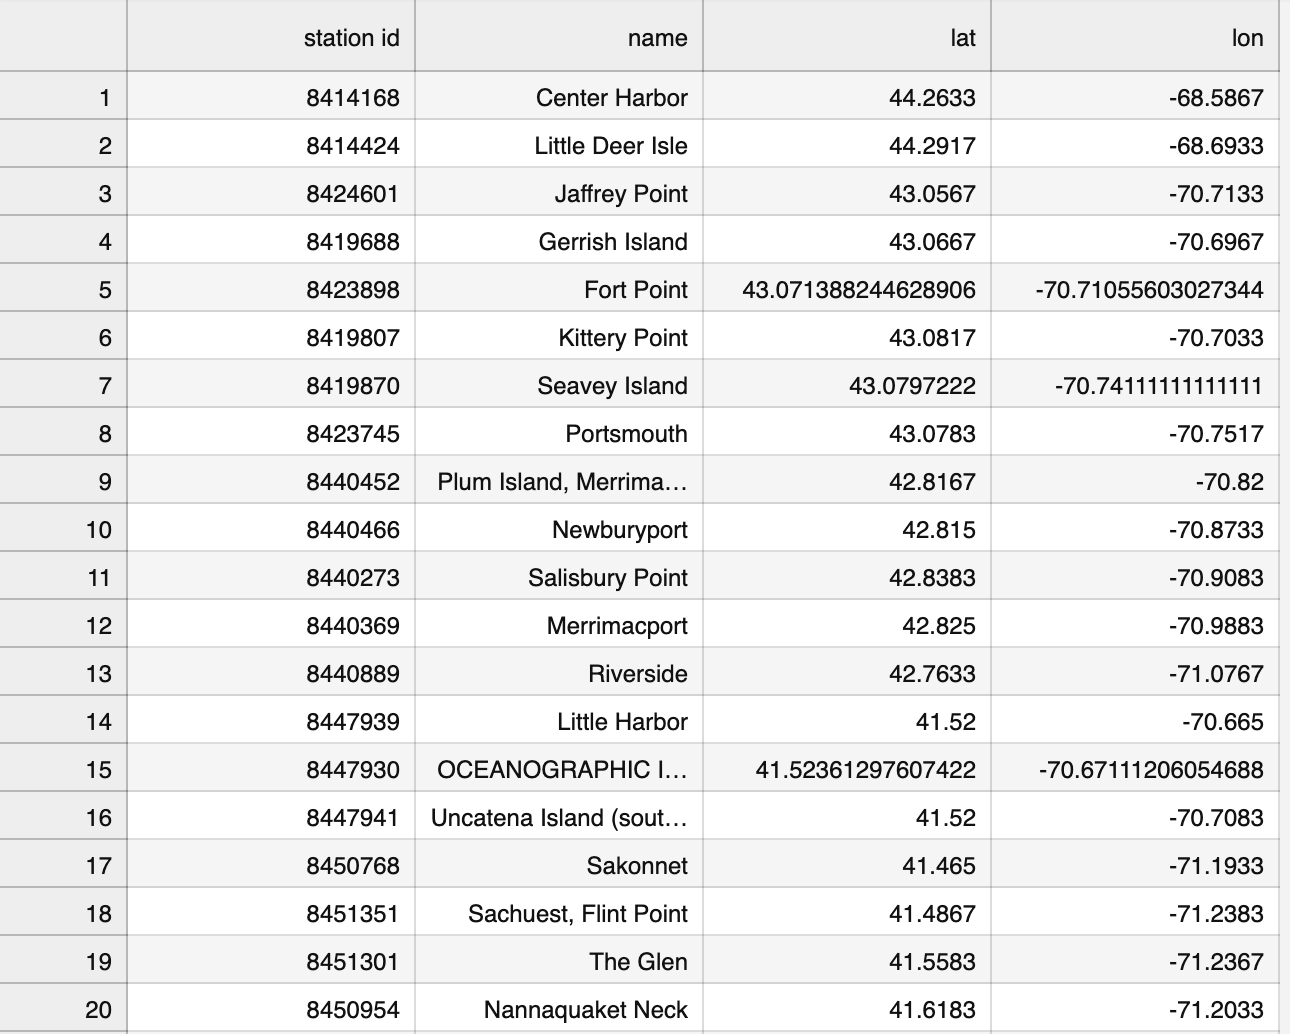 station id name lat lon
1 8414168 Center Harbor 44.2633 -68.5867
2 8414424 Little Deer Isle 44.2917 -68.6933
3 8424601 Jaffrey Point 43.0567 -70.7133
4 8419688 Gerrish Island 43.0667 -70.6967
5 8423898 Fort Point 43.071388244628906 -70.71055603027344
6 8419807 Kittery Point 43.0817 -70.7033
7 8419870 Seavey Island 43.0797222 -70.74111111111111
8 8423745 Portsmouth 43.0783 -70.7517
9 8440452 Plum Island, Merrima... 42.8167 -70.82
10 8440466 Newburyport 42.815 -70.8733
11 8440273 Salisbury Point 42.8383 -70.9083
12 8440369 Merrimacport 42.825 -70.9883
13 8440889 Riverside 42.7633 -71.0767
14 8447939 Little Harbor 41.52 -70.665
15 8447930 OCEANOGRAPHIC I... 41.52361297607422 -70.67111206054688
16 8447941 Uncatena Island (sout... 41.52 -70.7083
17 8450768 Sakonnet 41.465 -71.1933
18 8451351 Sachuest, Flint Point 41.4867 -71.2383
19 8451301 The Glen 41.5583 -71.2367
20 8450954 Nannaquaket Neck 41.6183 -71.2033